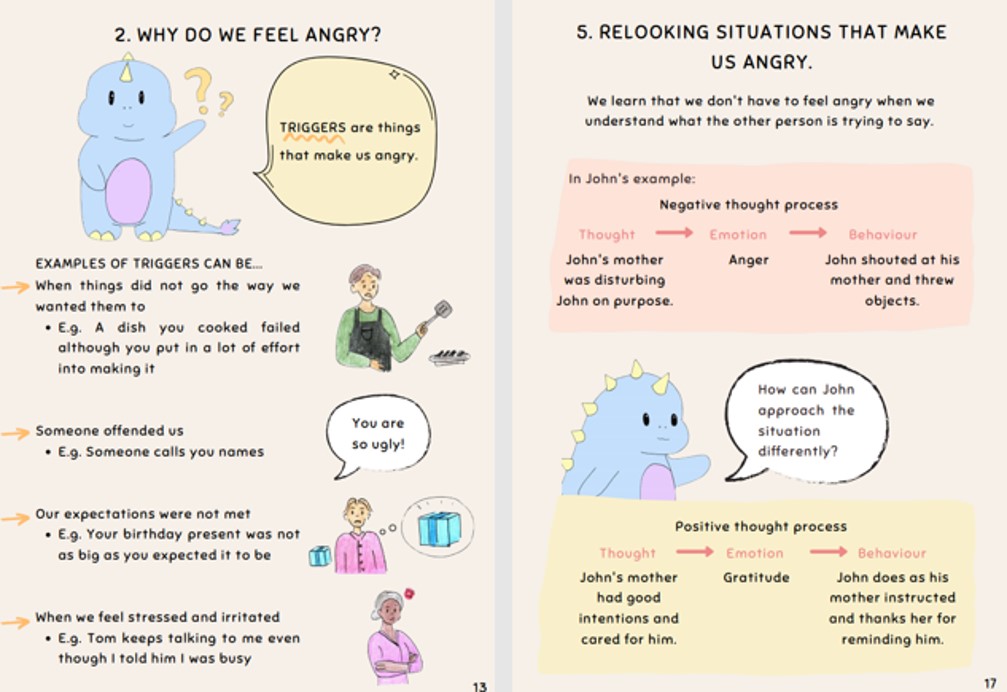 2. WHY DO WE FEEL ANGRY?
? ?
TRIGGERS are things
that make us angry.
EXAMPLES OF TRIGGERS CAN BE...
When things did not go the way we
wanted them to
• E.g. A dish you cooked failed
although you put in a lot of effort
into making it
Someone offended us
• E.g. Someone calls you names
You are
so ugly!
Our expectations were not met
• E.g. Your birthday present was not
as big as you expected it to be
When we feel stressed and irritated
• E.g. Tom keeps talking to me even
though I told him I was busy
13
5. RELOOKING SITUATIONS THAT MAKE
US ANGRY.
We learn that we don't have to feel angry when we
understand what the other person is trying to say.
In John's example:
Negative thought process
Thought → Emotion → Behaviour
John's mother
was disturbing
John on purpose.
Anger
John shouted at his
mother and threw
objects.
How can John
approach the
situation
differently?
Positive thought process
Thought → Emotion → Behaviour
John's mother
had good
intentions and
cared for him.
Gratitude
John does as his
mother instructed
and thanks her for
reminding him.
17